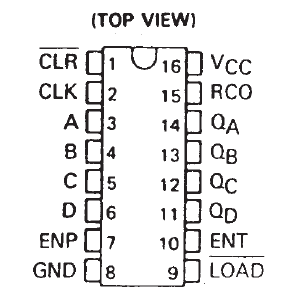 (TOP VIEW)
CLR 1 16 VCC
CLK 2 15 RCO
A 3 14 QA
B 4 13 QB
C 5 12 QC
D 6 11 QD
ENP 7 10 ENT
GND 8 9 LOAD